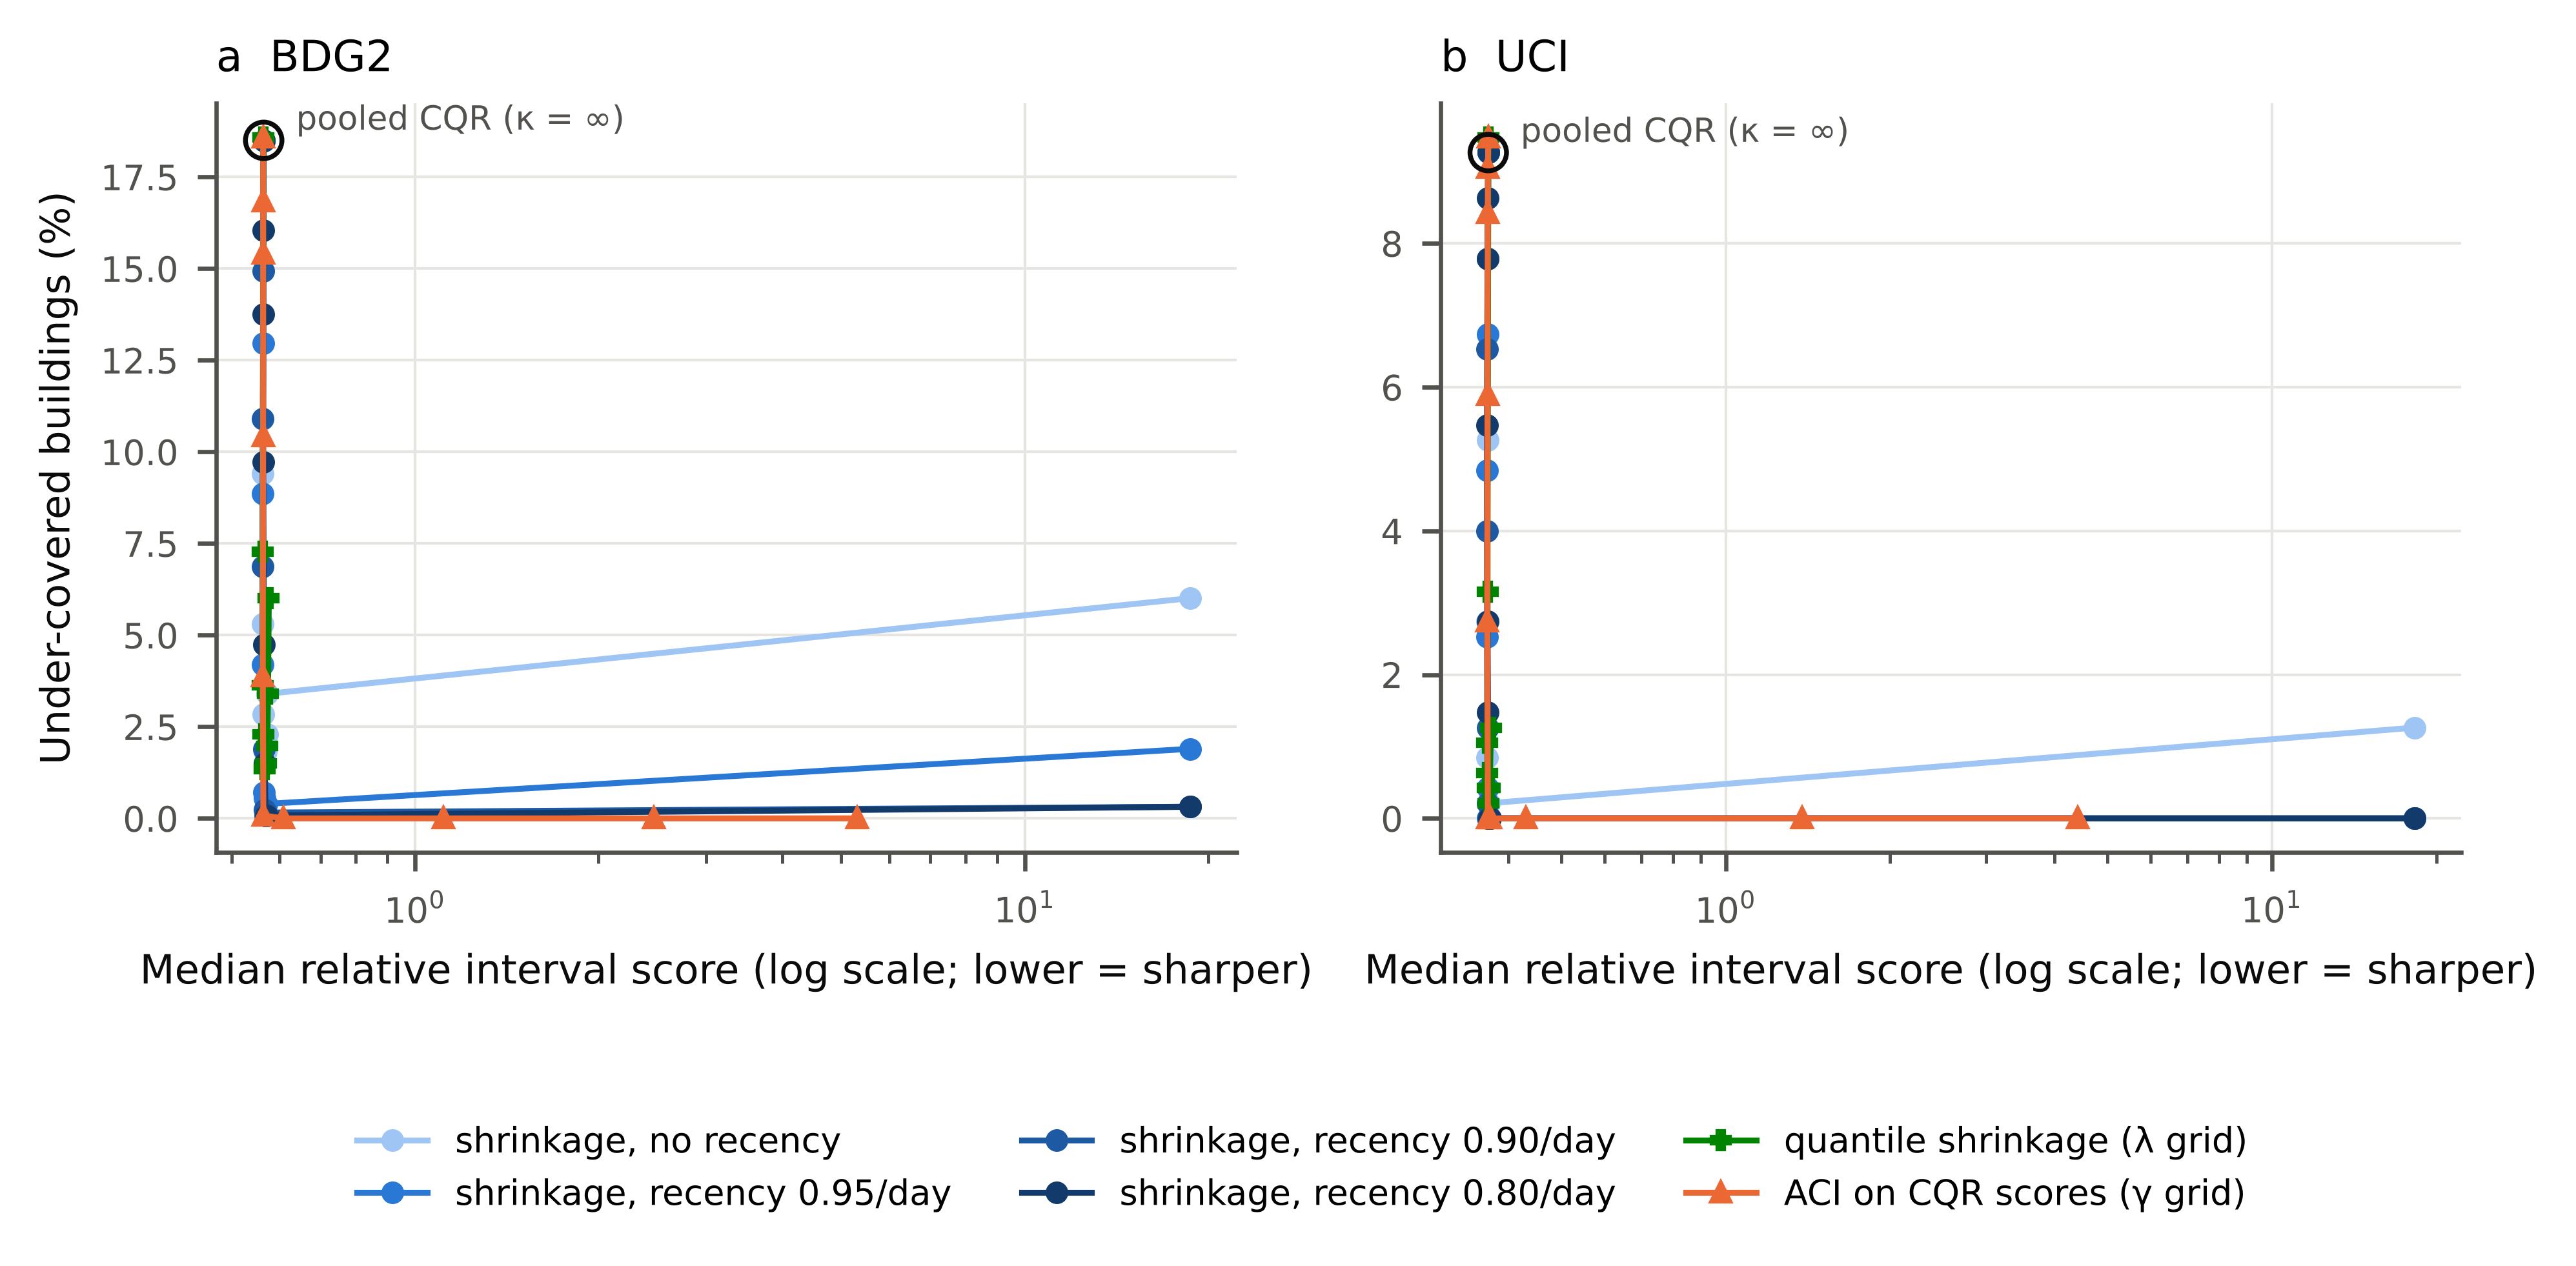 a BDG2
b UCI
pooled CQR (κ = ∞)
pooled CQR (κ = ∞)
Under-covered buildings (%)
17.5
15.0
12.5
10.0
7.5
5.0
2.5
0.0
8
6
4
2
0
10⁰
10¹
10⁰
10¹
Median relative interval score (log scale; lower = sharper)
Median relative interval score (log scale; lower = sharper)
shrinkage, no recency
shrinkage, recency 0.95/day
shrinkage, recency 0.90/day
shrinkage, recency 0.80/day
quantile shrinkage (λ grid)
ACI on CQR scores (γ grid)